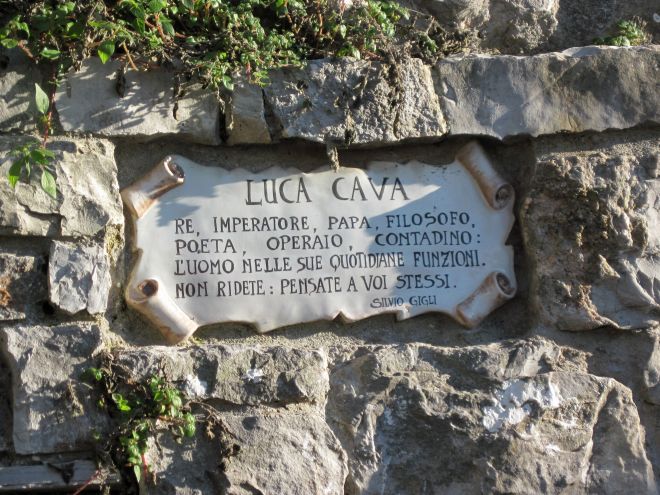 LUCA CAVA
RE, IMPERATORE, PAPA, FILOSOFO,
POETA, OPERAIO, CONTADINO:
L'UOMO NELLE SUE QUOTIDIANE FUNZIONI.
NON RIDETE: PENSATE A VOI STESSI.
SILVIO GIGLI